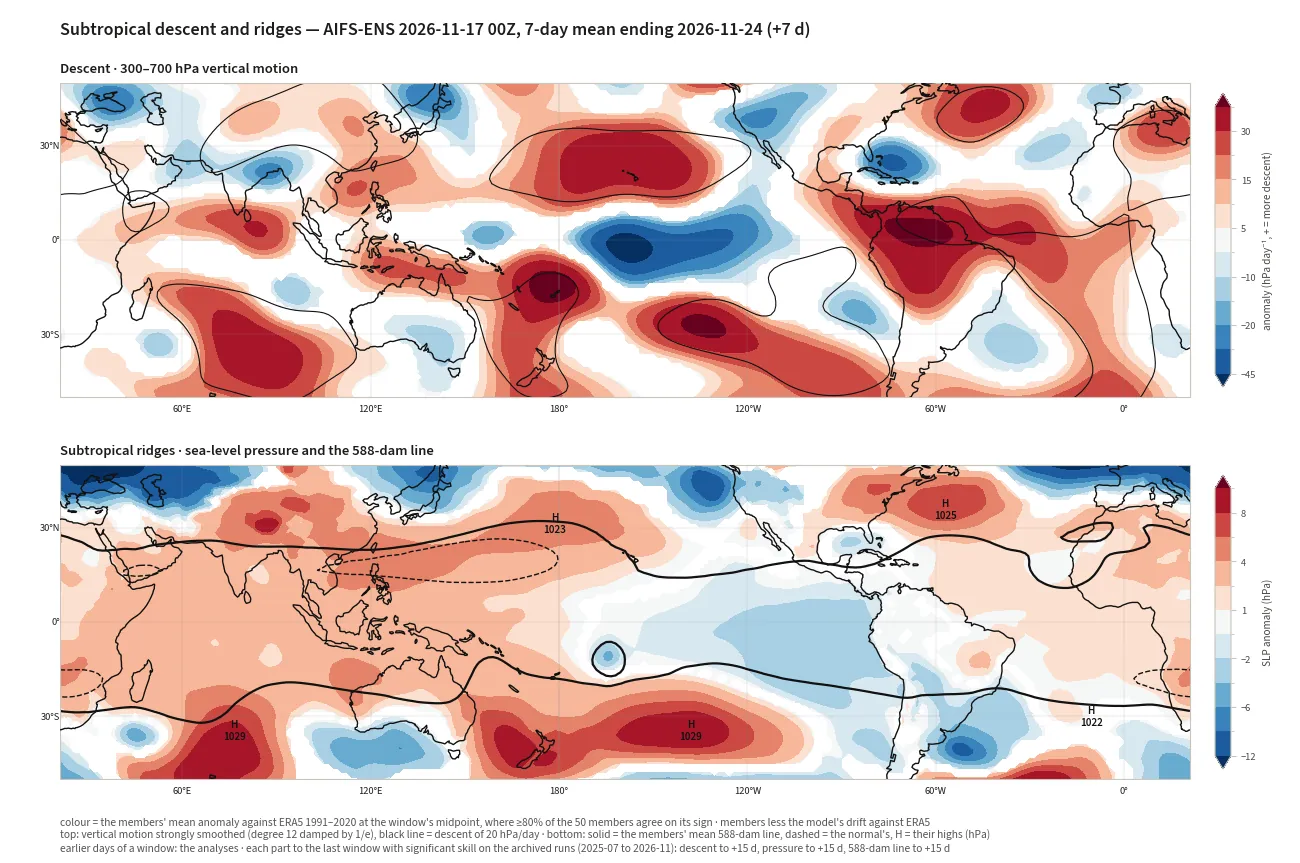 Subtropical descent and ridges — AIFS-ENS 2026-11-17 00Z, 7-day mean ending 2026-11-24 (+7 d)
Descent · 300–700 hPa vertical motion
30°N
0°
30°S
60°E
120°E
180°
120°W
60°W
0°
30
15
5
−10
−20
−45
anomaly (hPa day⁻¹, + = more descent)
Subtropical ridges · sea-level pressure and the 588-dam line
H
1023
H
1025
H
1029
H
1029
H
1022
30°N
0°
30°S
60°E
120°E
180°
120°W
60°W
0°
8
4
1
−2
−6
−12
SLP anomaly (hPa)
colour = the members' mean anomaly against ERA5 1991–2020 at the window's midpoint, where ≥80% of the 50 members agree on its sign · members less the model's drift against ERA5
top: vertical motion strongly smoothed (degree 12 damped by 1/e), black line = descent of 20 hPa/day · bottom: solid = the members' mean 588-dam line, dashed = the normal's, H = their highs (hPa)
earlier days of a window: the analyses · each part to the last window with significant skill on the archived runs (2025-07 to 2026-11): descent to +15 d, pressure to +15 d, 588-dam line to +15 d